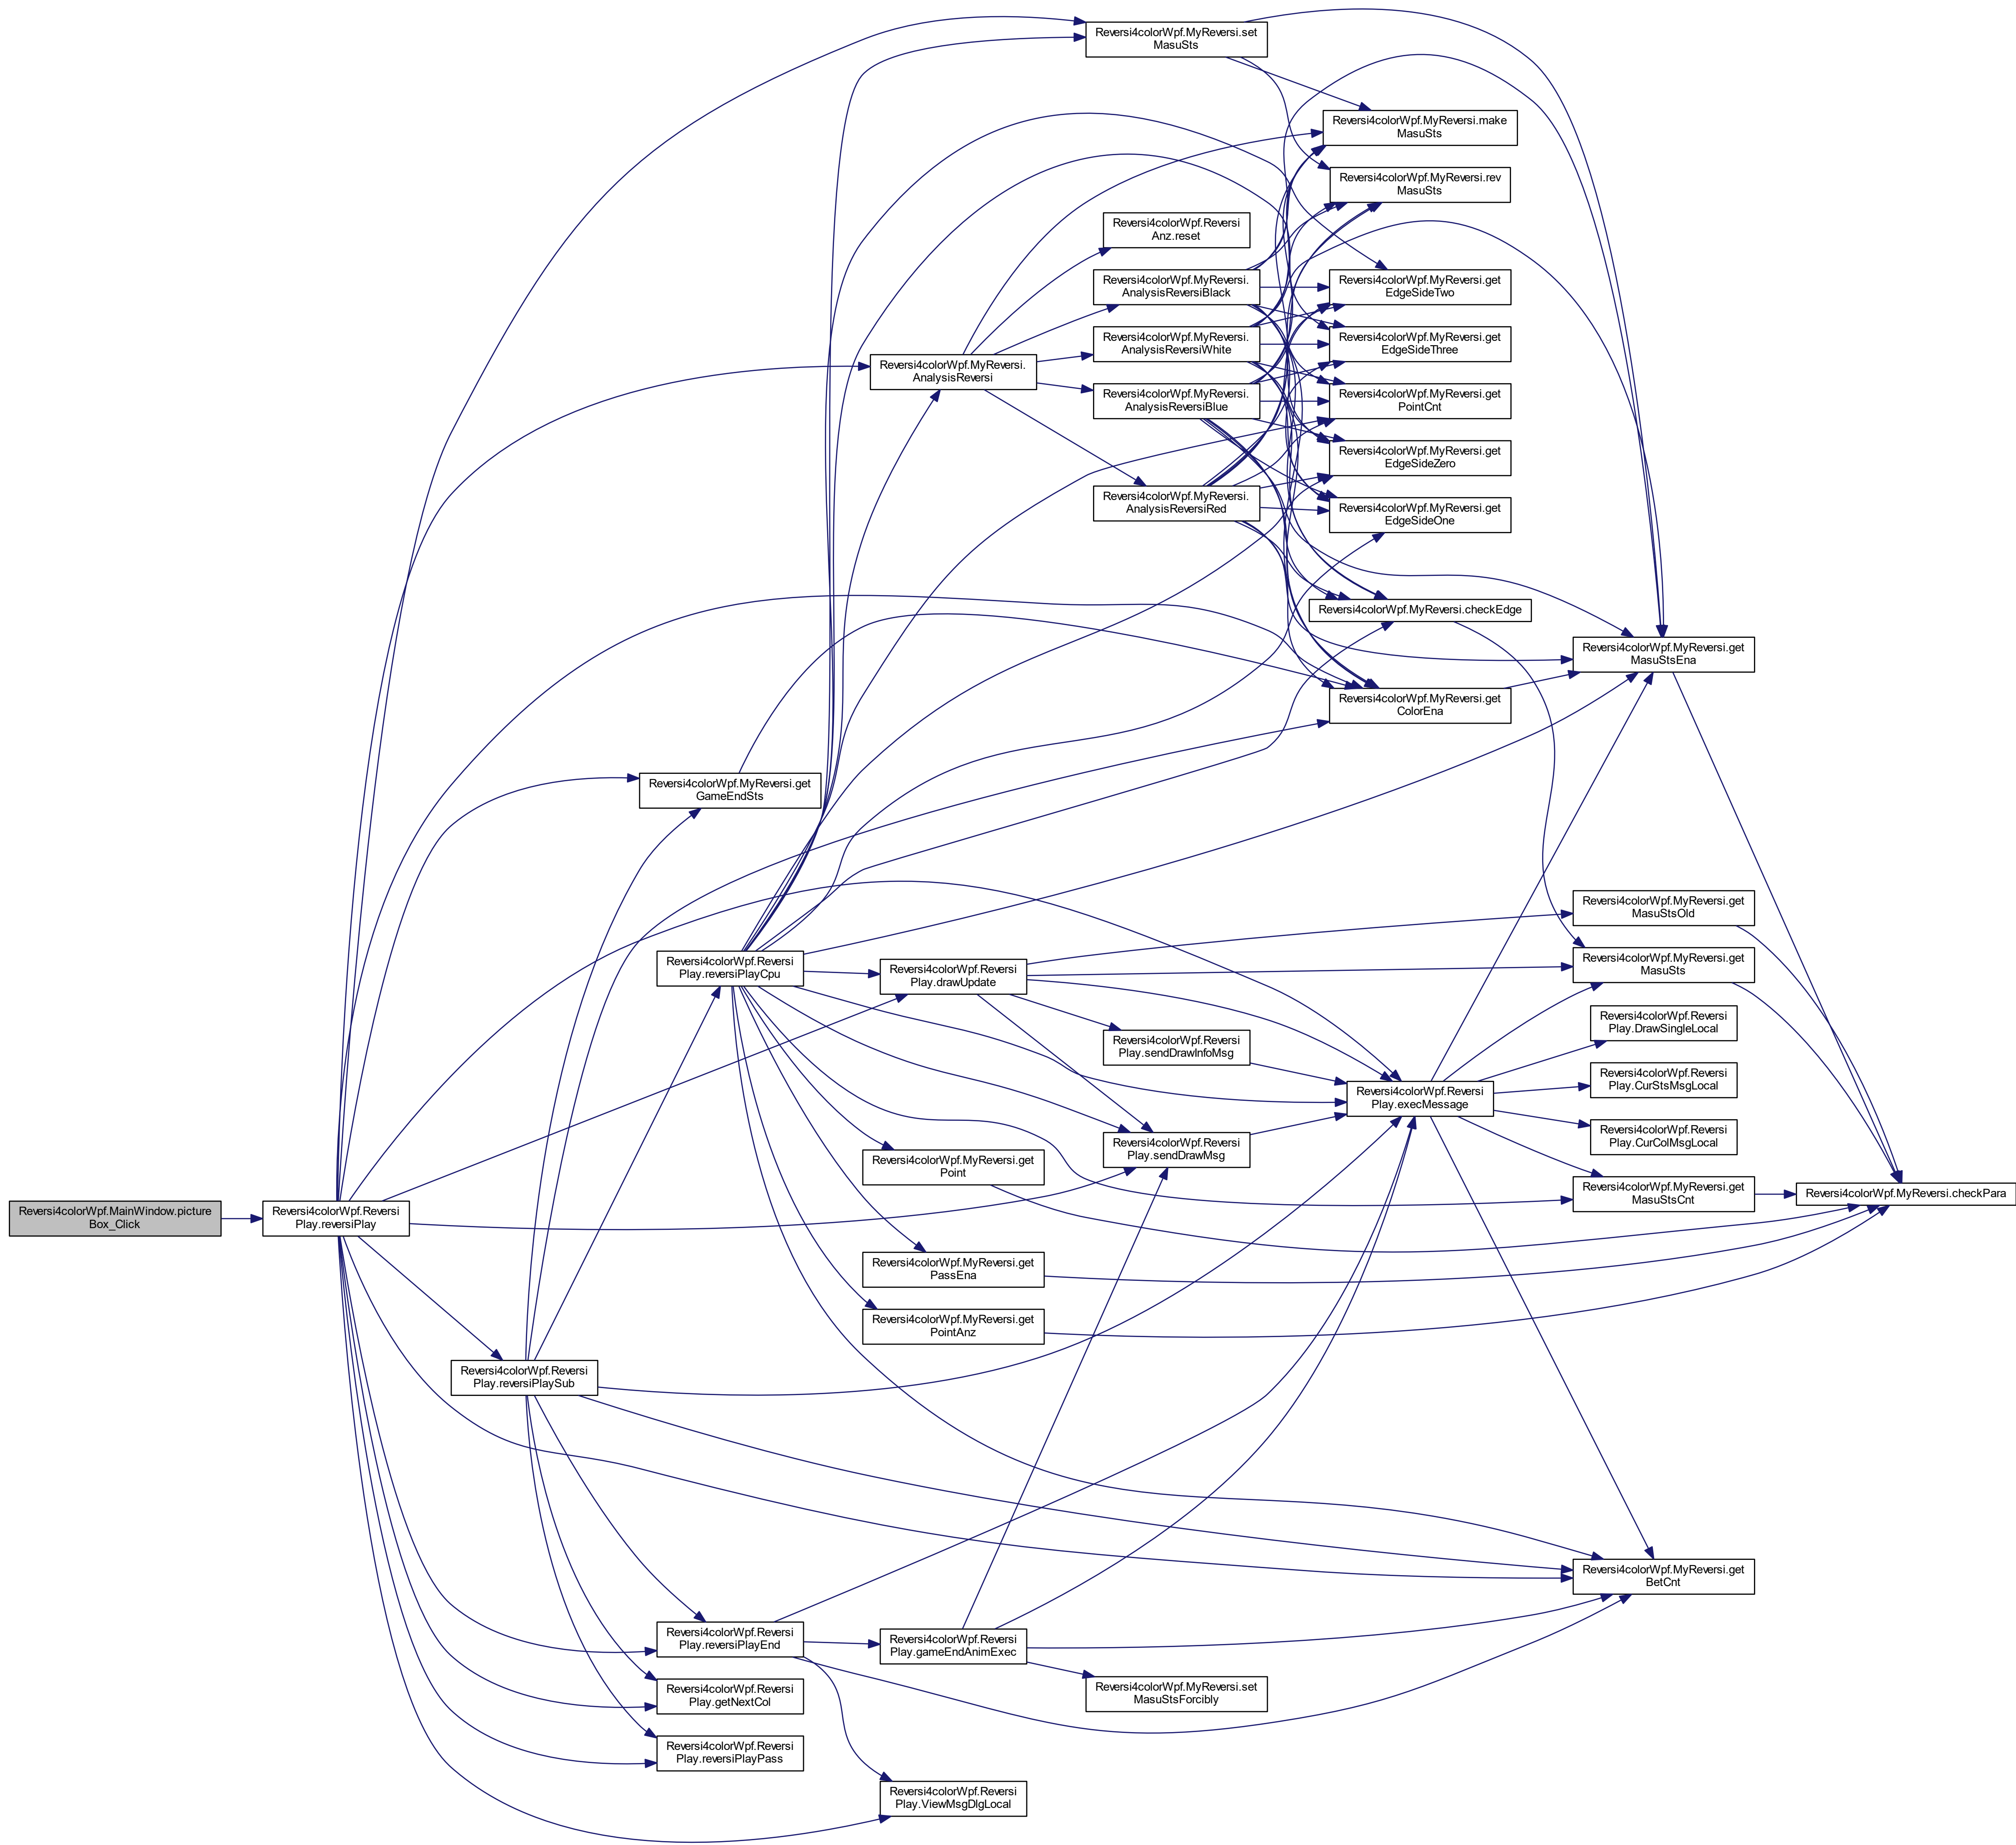 Reversi4colorWpf.MyReversi.set
MasuSts
Reversi4colorWpf.MyReversi.make
MasuSts
Reversi4colorWpf.MyReversi.rev
MasuSts
Reversi4colorWpf.Reversi
Anz.reset
Reversi4colorWpf.MyReversi.
AnalysisReversiBlack
Reversi4colorWpf.MyReversi.get
EdgeSideTwo
Reversi4colorWpf.MyReversi.
AnalysisReversiWhite
Reversi4colorWpf.MyReversi.get
EdgeSideThree
Reversi4colorWpf.MyReversi.
AnalysisReversi
Reversi4colorWpf.MyReversi.
AnalysisReversiBlue
Reversi4colorWpf.MyReversi.get
PointCnt
Reversi4colorWpf.MyReversi.get
EdgeSideZero
Reversi4colorWpf.MyReversi.
AnalysisReversiRed
Reversi4colorWpf.MyReversi.get
EdgeSideOne
Reversi4colorWpf.MyReversi.checkEdge
Reversi4colorWpf.MyReversi.get
MasuStsEna
Reversi4colorWpf.MyReversi.get
ColorEna
Reversi4colorWpf.MyReversi.get
GameEndSts
Reversi4colorWpf.MyReversi.get
MasuStsOld
Reversi4colorWpf.Reversi
Play.reversiPlayCpu
Reversi4colorWpf.Reversi
Play.drawUpdate
Reversi4colorWpf.MyReversi.get
MasuSts
Reversi4colorWpf.Reversi
Play.DrawSingleLocal
Reversi4colorWpf.Reversi
Play.sendDrawInfoMsg
Reversi4colorWpf.Reversi
Play.CurStsMsgLocal
Reversi4colorWpf.Reversi
Play.execMessage
Reversi4colorWpf.Reversi
Play.CurColMsgLocal
Reversi4colorWpf.Reversi
Play.sendDrawMsg
Reversi4colorWpf.MyReversi.get
Point
Reversi4colorWpf.MyReversi.get
MasuStsCnt
Reversi4colorWpf.MyReversi.checkPara
Reversi4colorWpf.MainWindow.picture
Box_Click
Reversi4colorWpf.Reversi
Play.reversiPlay
Reversi4colorWpf.MyReversi.get
PassEna
Reversi4colorWpf.MyReversi.get
PointAnz
Reversi4colorWpf.Reversi
Play.reversiPlaySub
Reversi4colorWpf.MyReversi.get
BetCnt
Reversi4colorWpf.Reversi
Play.reversiPlayEnd
Reversi4colorWpf.Reversi
Play.gameEndAnimExec
Reversi4colorWpf.Reversi
Play.getNextCol
Reversi4colorWpf.MyReversi.set
MasuStsForcibly
Reversi4colorWpf.Reversi
Play.reversiPlayPass
Reversi4colorWpf.Reversi
Play.ViewMsgDlgLocal